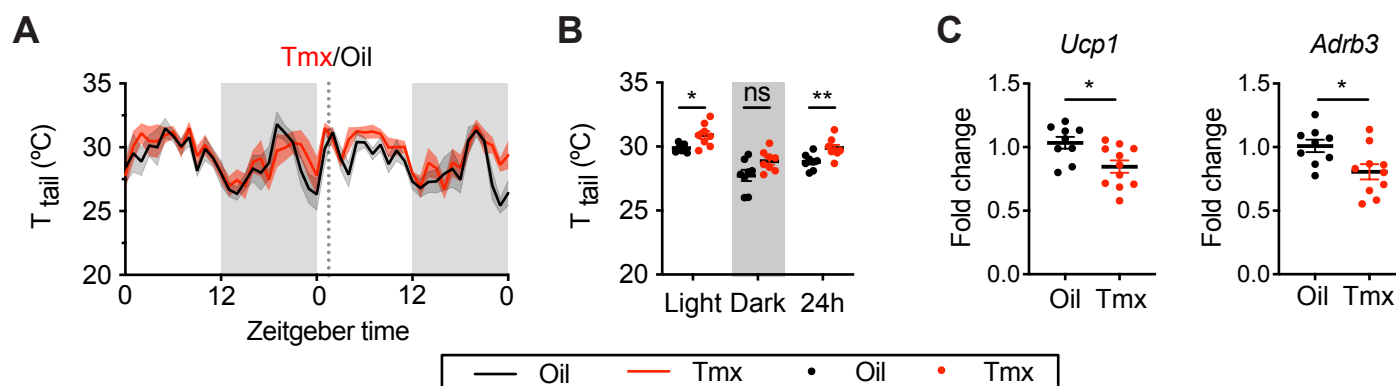 A
Tmx/Oil
35
30
25
20
T tail (ºC)
0 12 0 12 0
Zeitgeber time
B
35
30
25
20
T tail (ºC)
* ns **
Light Dark 24h
C
Ucp1
1.5
1.0
0.5
0.0
Fold change
*
Oil Tmx
Adrb3
1.5
1.0
0.5
0.0
Fold change
*
Oil Tmx
Oil Tmx Oil Tmx